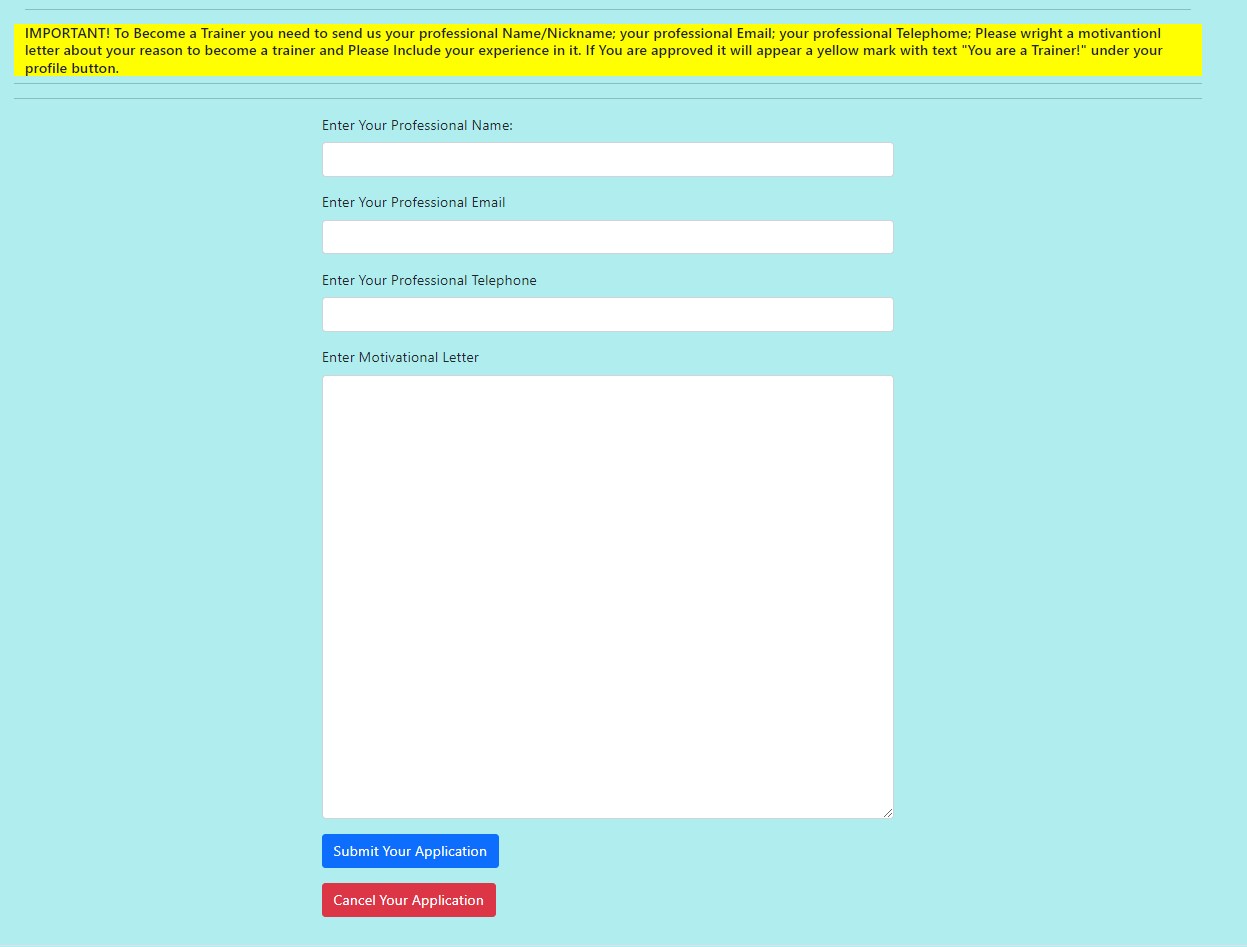 IMPORTANT! To Become a Trainer you need to send us your professional Name/Nickname; your professional Email; your professional Telephome; Please wright a motivantionl
letter about your reason to become a trainer and Please Include your experience in it. If You are approved it will appear a yellow mark with text "You are a Trainer!" under your
profile button.
Enter Your Professional Name:
Enter Your Professional Email
Enter Your Professional Telephone
Enter Motivational Letter
Submit Your Application
Cancel Your Application